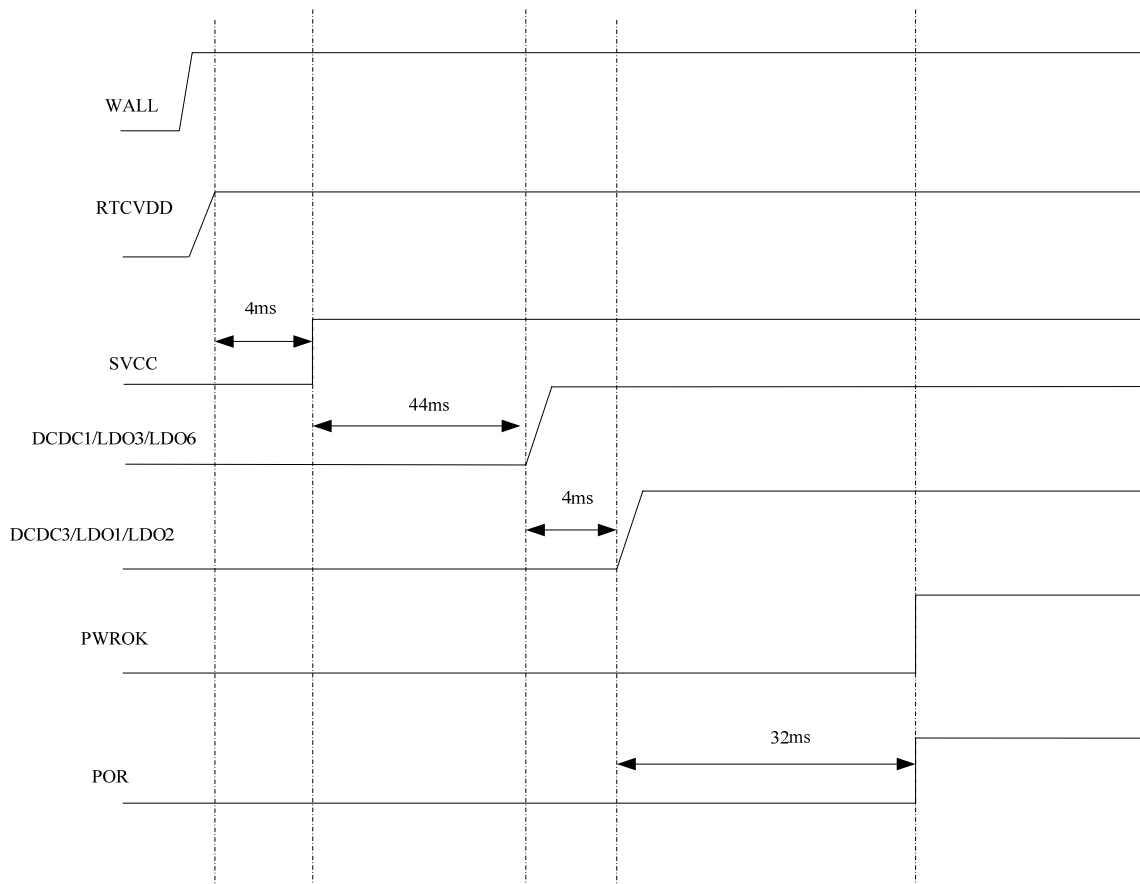 WALL
RTCVDD
4ms
SVCC
44ms
DCDC1/LDO3/LDO6
4ms
DCDC3/LDO1/LDO2
PWROK
32ms
POR